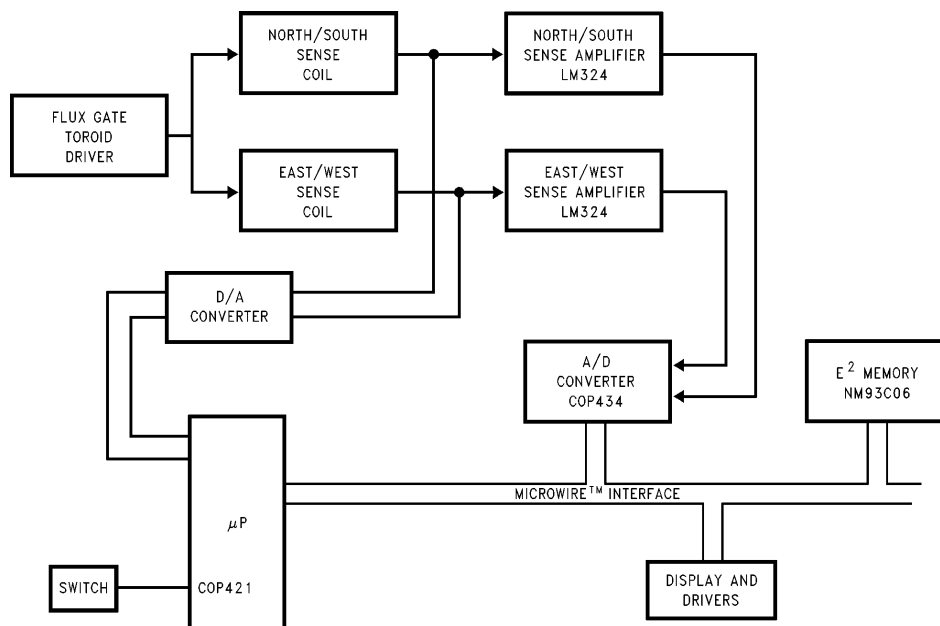 NORTH/SOUTH
SENSE
COIL
NORTH/SOUTH
SENSE AMPLIFIER
LM324
FLUX GATE
TOROID
DRIVER
EAST/WEST
SENSE
COIL
EAST/WEST
SENSE AMPLIFIER
LM324
D/A
CONVERTER
A/D
CONVERTER
COP434
E² MEMORY
NM93C06
MICROWIRE™ INTERFACE
μP
COP421
SWITCH
DISPLAY AND
DRIVERS